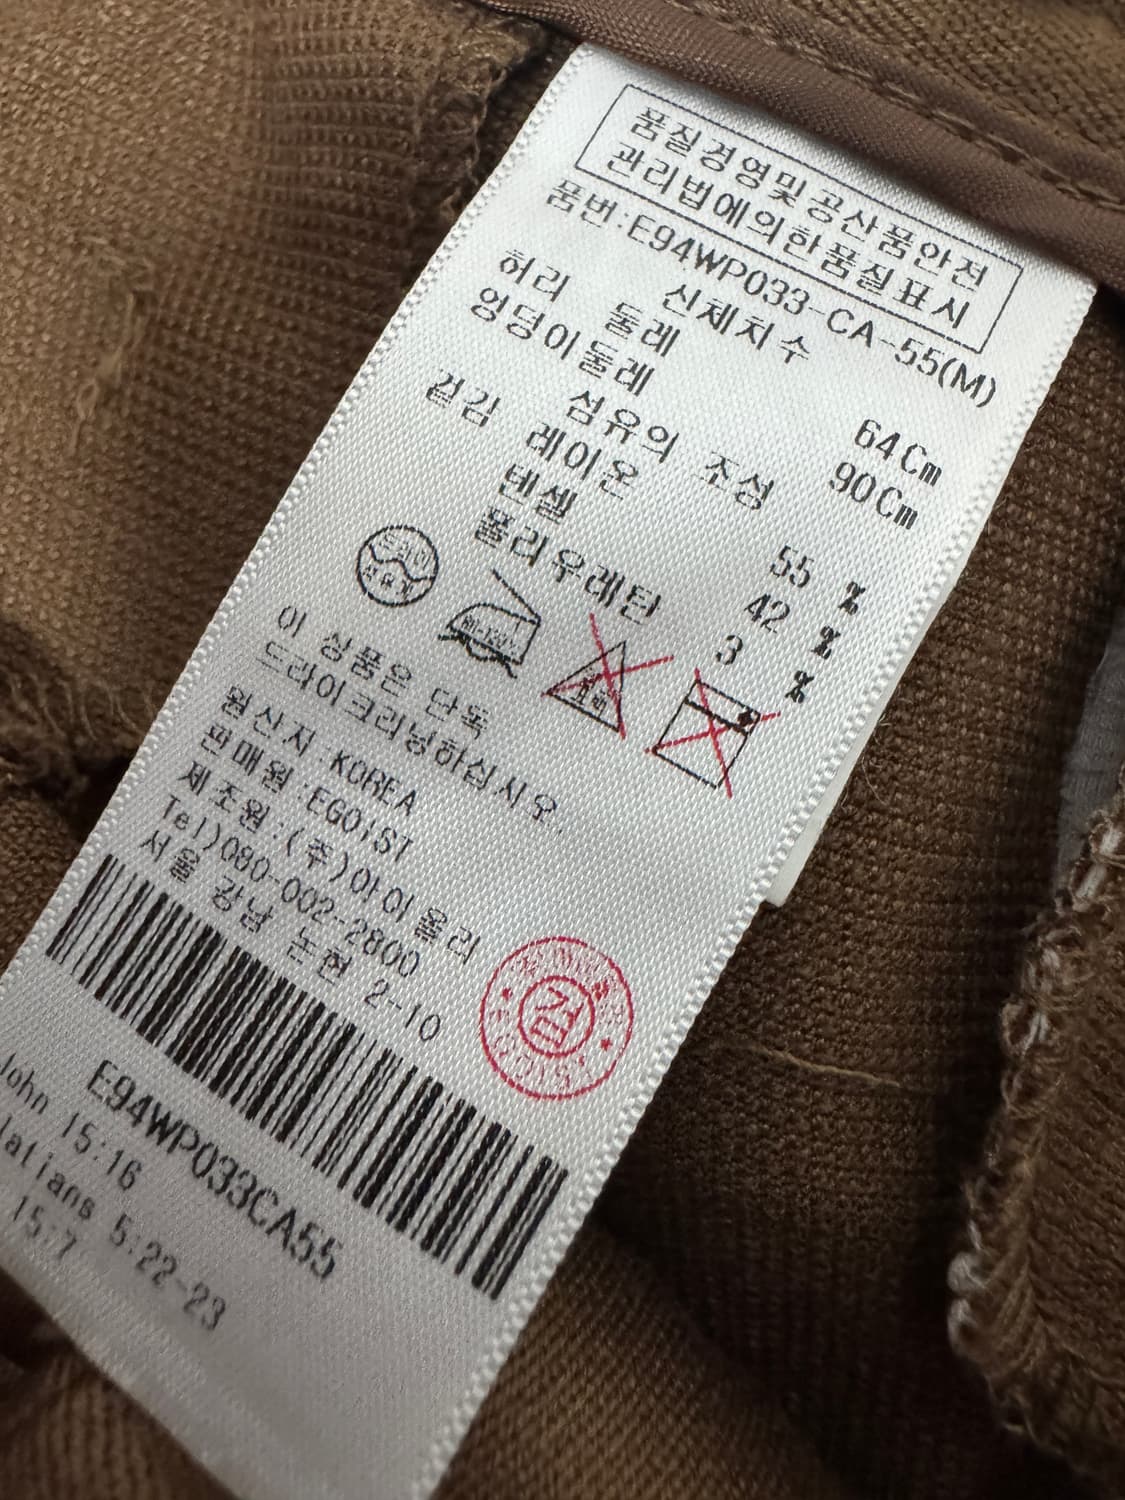 품질경영및공산품안전
관리법에의한품질표시
품번:E94WP033-CA-55(M)
신체치수
허리 둘레 64Cm
엉덩이둘레 90Cm
섬유의 조성
겉감 레이온 55 %
텐셀 42 %
폴리우레탄 3 %
이 상품은 단독
드라이크리닝하십시우.
원산지:KOREA
판매원:EGOiST
제조원:(주)아이올리
Tel)080-002-2800
서울 강남 논현 2-10
검
E94WP033CA55
John 15:16
5:22-23
15:7